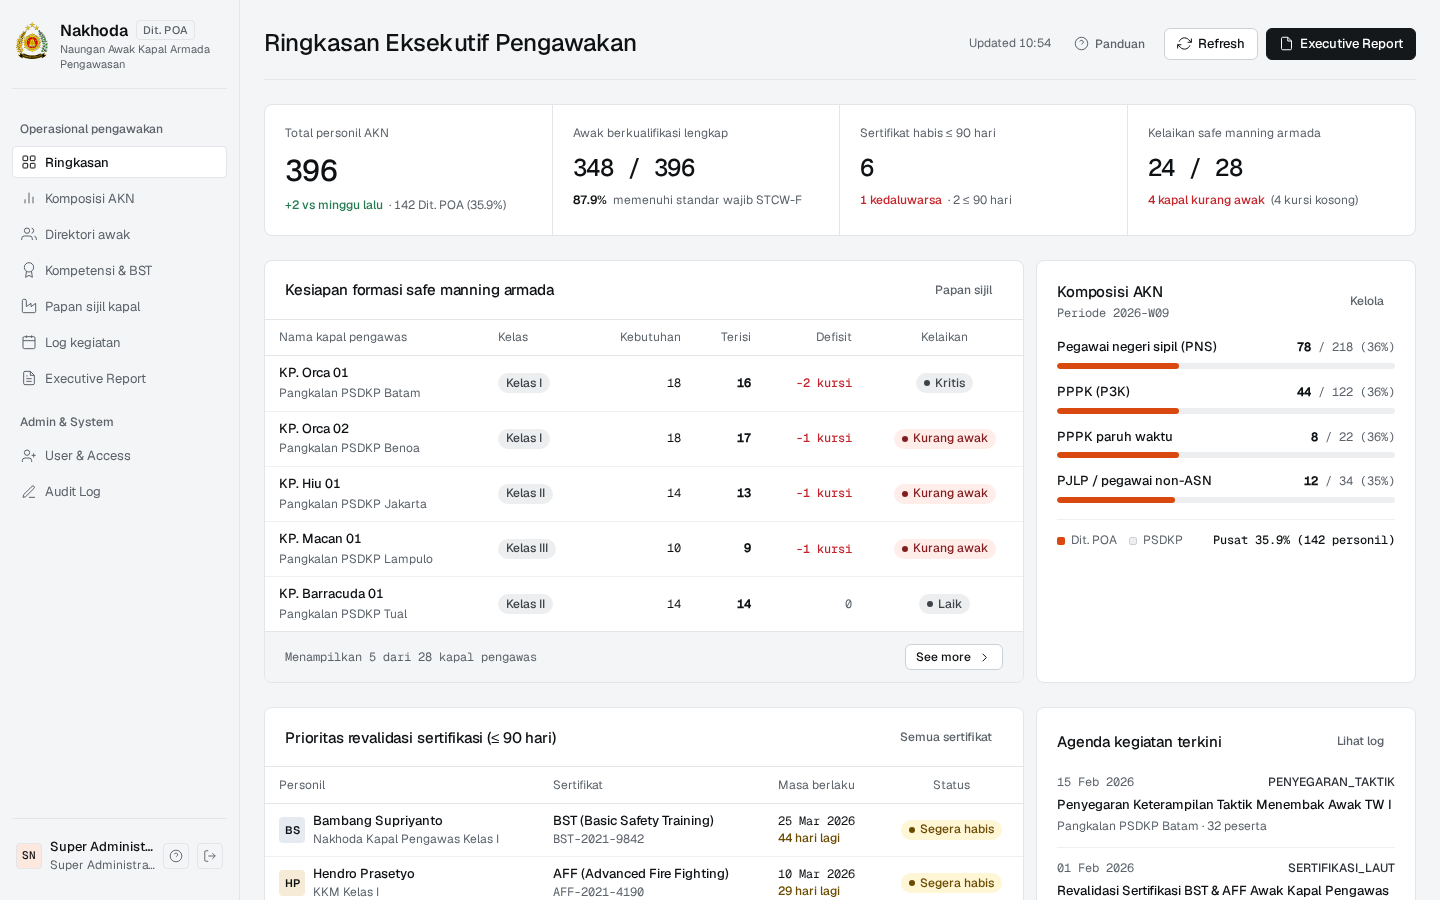 Nakhoda
Dit. POA
Naungan Awak Kapal Armada
Pengawasan
Operasional pengawakan
Ringkasan
Komposisi AKN
Direktori awak
Kompetensi & BST
Papan sijil kapal
Log kegiatan
Executive Report
Admin & System
User & Access
Audit Log
SN
Super Administ...
Super Administra...
Ringkasan Eksekutif Pengawakan
Updated 10:54
Panduan
Refresh
Executive Report
Total personil AKN
396
+2 vs minggu lalu · 142 Dit. POA (35.9%)
Awak berkualifikasi lengkap
348 / 396
87.9% memenuhi standar wajib STCW-F
Sertifikat habis ≤ 90 hari
6
1 kedaluwarsa · 2 ≤ 90 hari
Kelaikan safe manning armada
24 / 28
4 kapal kurang awak (4 kursi kosong)
Kesiapan formasi safe manning armada
Papan sijil
Nama kapal pengawas Kelas Kebutuhan Terisi Defisit Kelaikan
KP. Orca 01
Pangkalan PSDKP Batam
Kelas I 18 16 -2 kursi Kritis
KP. Orca 02
Pangkalan PSDKP Benoa
Kelas I 18 17 -1 kursi Kurang awak
KP. Hiu 01
Pangkalan PSDKP Jakarta
Kelas II 14 13 -1 kursi Kurang awak
KP. Macan 01
Pangkalan PSDKP Lampulo
Kelas III 10 9 -1 kursi Kurang awak
KP. Barracuda 01
Pangkalan PSDKP Tual
Kelas II 14 14 0 Laik
Menampilkan 5 dari 28 kapal pengawas
See more
Komposisi AKN
Periode 2026-W09
Kelola
Pegawai negeri sipil (PNS) 78 / 218 (36%)
PPPK (P3K) 44 / 122 (36%)
PPPK paruh waktu 8 / 22 (36%)
PJLP / pegawai non-ASN 12 / 34 (35%)
Dit. POA PSDKP Pusat 35.9% (142 personil)
Prioritas revalidasi sertifikasi (≤ 90 hari)
Semua sertifikat
Personil Sertifikat Masa berlaku Status
BS
Bambang Supriyanto
Nakhoda Kapal Pengawas Kelas I
BST (Basic Safety Training)
BST-2021-9842
25 Mar 2026
44 hari lagi
Segera habis
HP
Hendro Prasetyo
KKM Kelas I
AFF (Advanced Fire Fighting)
AFF-2021-4190
10 Mar 2026
29 hari lagi
Segera habis
Agenda kegiatan terkini
Lihat log
15 Feb 2026 PENYEGARAN_TAKTIK
Penyegaran Keterampilan Taktik Menembak Awak TW I
Pangkalan PSDKP Batam · 32 peserta
01 Feb 2026 SERTIFIKASI_LAUT
Revalidasi Sertifikasi BST & AFF Awak Kapal Pengawas